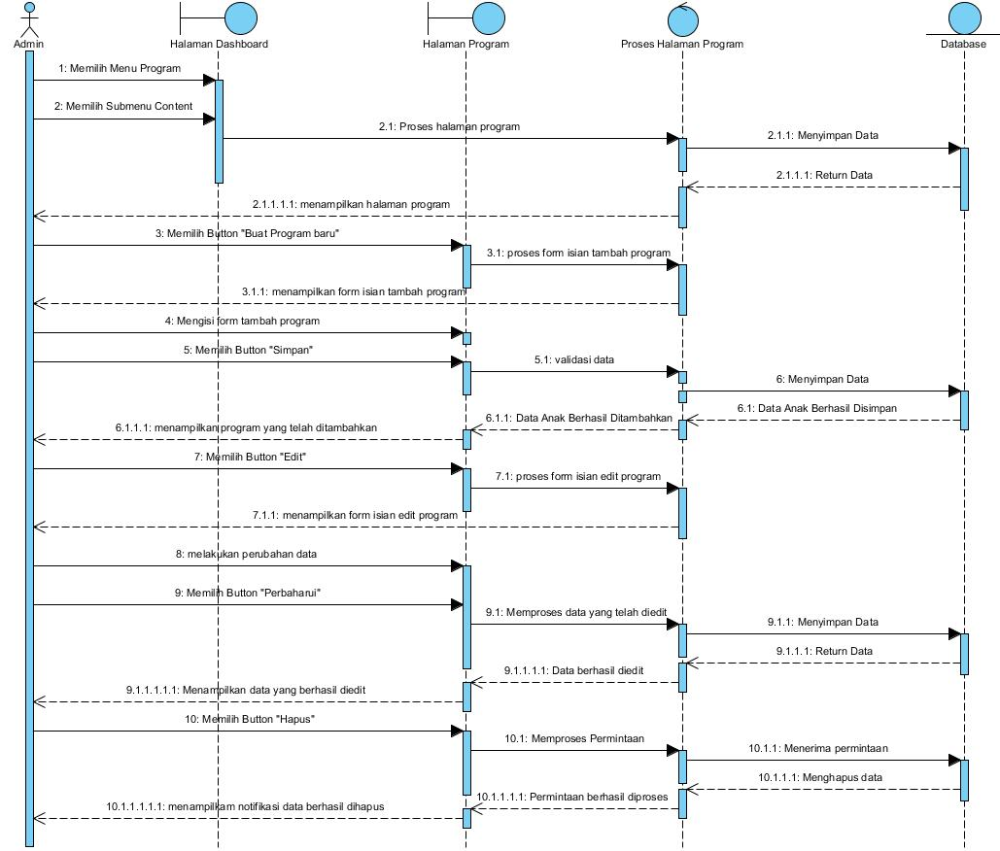 Admin
Halaman Dashboard
Halaman Program
Proses Halaman Program
Database
1: Memilih Menu Program
2: Memilih Submenu Content
2.1: Proses halaman program
2.1.1: Menyimpan Data
2.1.1.1: Return Data
2.1.1.1.1: menampilkan halaman program
3: Memilih Button "Buat Program baru"
3.1: proses form isian tambah program
3.1.1: menampilkan form isian tambah program
4: Mengisi form tambah program
5: Memilih Button "Simpan"
5.1: validasi data
6: Menyimpan Data
6.1: Data Anak Berhasil Disimpan
6.1.1: Data Anak Berhasil Ditambahkan
6.1.1.1: menampilkan program yang telah ditambahkan
7: Memilih Button "Edit"
7.1: proses form isian edit program
7.1.1: menampilkan form isian edit program
8: melakukan perubahan data
9: Memilih Button "Perbaharui"
9.1: Memproses data yang telah diedit
9.1.1: Menyimpan Data
9.1.1.1: Return Data
9.1.1.1.1: Data berhasil diedit
9.1.1.1.1.1: Menampilkan data yang berhasil diedit
10: Memilih Button "Hapus"
10.1: Memproses Permintaan
10.1.1: Menerima permintaan
10.1.1.1: Menghapus data
10.1.1.1.1: Permintaan berhasil diproses
10.1.1.1.1.1: menampilkam notifikasi data berhasil dihapus